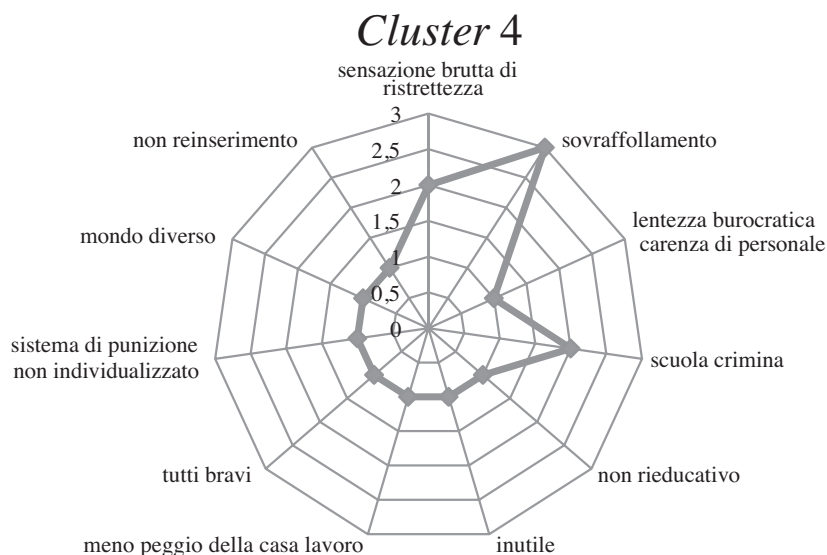 Cluster 4
sensazione brutta di
ristrettezza
3
2,5
2
1,5
1
0,5
0
sovraffollamento
lentezza burocratica
carenza di personale
scuola crimina
non rieducativo
inutile
meno peggio della casa lavoro
tutti bravi
sistema di punizione
non individualizzato
mondo diverso
non reinserimento